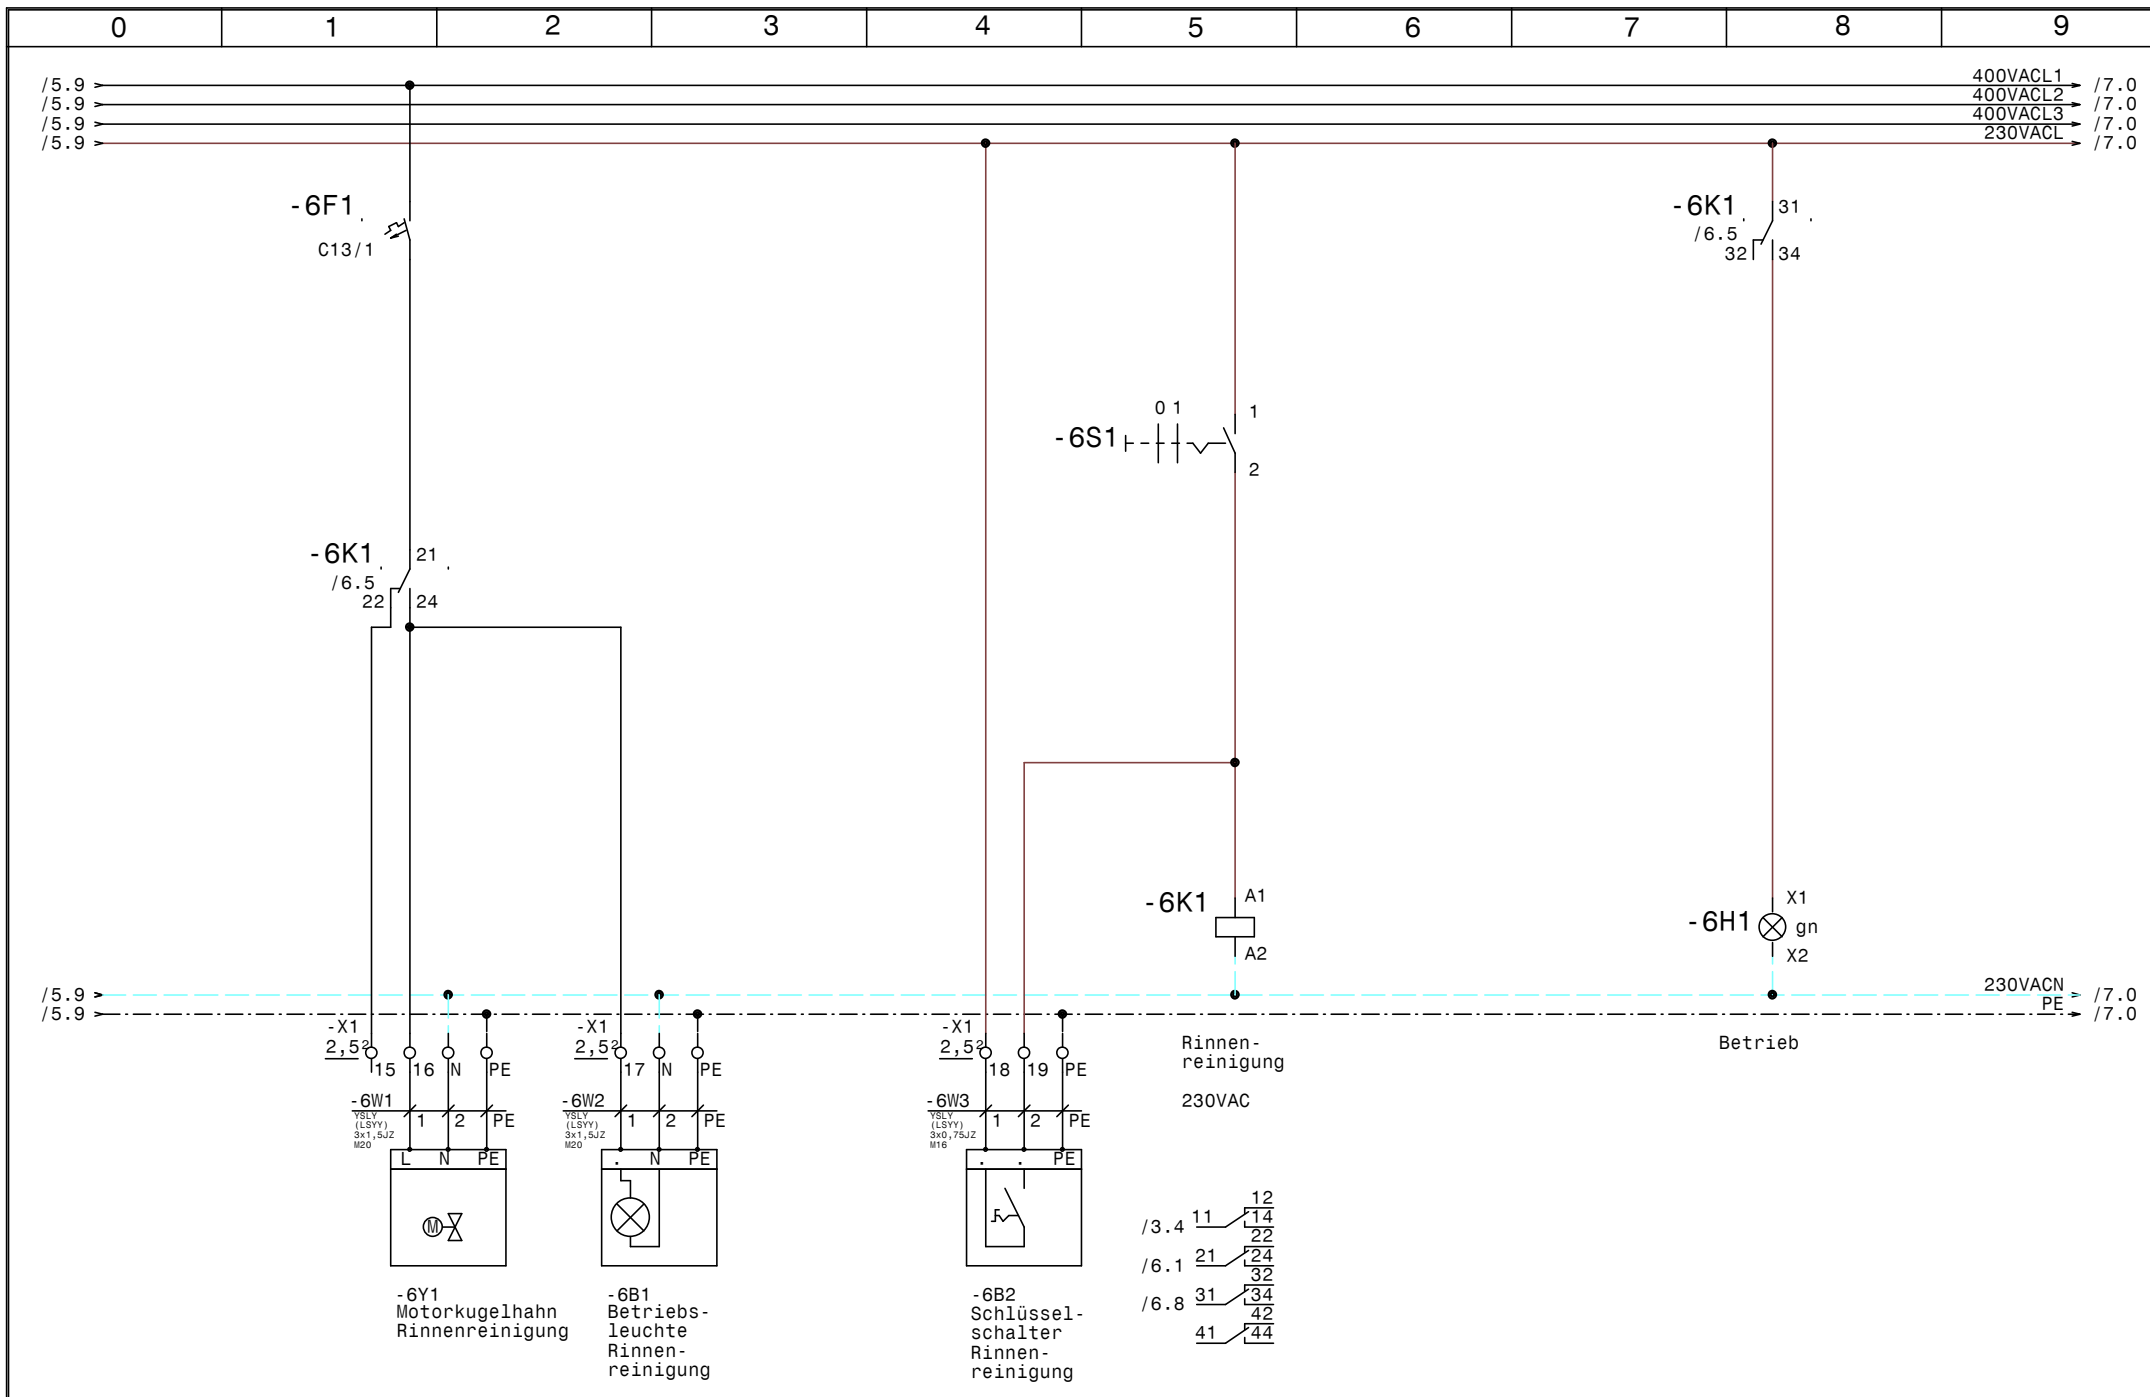 0 1 2 3 4 5 6 7 8 9
/5.9 400VACL1 /7.0
/5.9 400VACL2 /7.0
/5.9 400VACL3 /7.0
/5.9 230VACL /7.0
-6F1
C13/1
-6K1 31
/6.5
32 34
0 1 1
-6S1
2
-6K1 21
/6.5
22 24
-6K1 A1
A2
-6H1 X1
gn
X2
/5.9 230VACN /7.0
/5.9 PE /7.0
-X1
2,5²
15 16 N PE
-6W1
YSLY
(LSYY)
3x1,5JZ
M20
1 2 PE
L N PE
M
-6Y1
Motorkugelhahn
Rinnenreinigung
-X1
2,5²
17 N PE
-6W2
YSLY
(LSYY)
3x1,5JZ
M20
1 2 PE
. N PE
-6B1
Betriebs-
leuchte
Rinnen-
reinigung
-X1
2,5²
18 19 PE
-6W3
YSLY
(LSYY)
3x0,75JZ
M16
1 2 PE
. . PE
-6B2
Schlüssel-
schalter
Rinnen-
reinigung
Rinnen-
reinigung
230VAC
12
/3.4 11 14
22
/6.1 21 24
32
/6.8 31 34
42
41 44
Betrieb